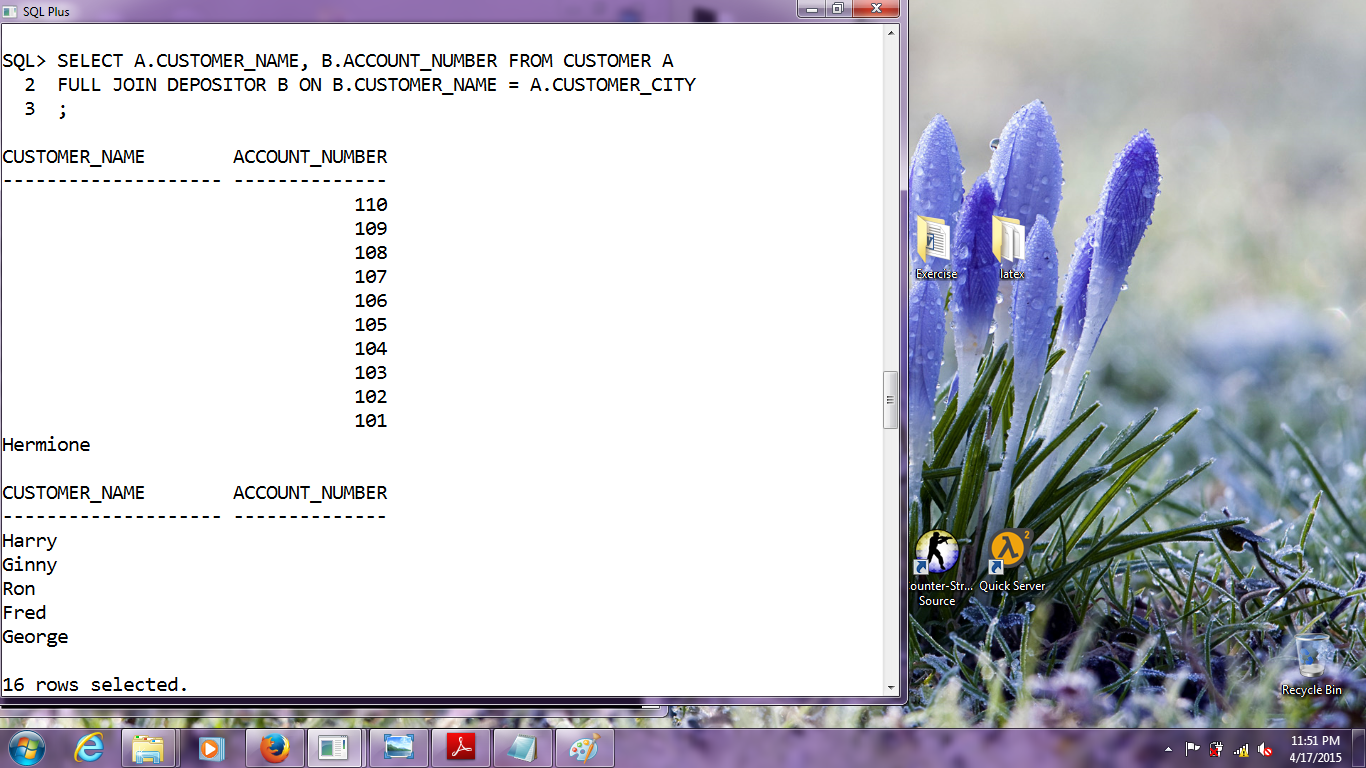 SQL Plus
SQL> SELECT A.CUSTOMER_NAME, B.ACCOUNT_NUMBER FROM CUSTOMER A
2 FULL JOIN DEPOSITOR B ON B.CUSTOMER_NAME = A.CUSTOMER_CITY
3 ;
CUSTOMER_NAME ACCOUNT_NUMBER
-------------------- --------------
110
109
108
107
106
105
104
103
102
101
Hermione
CUSTOMER_NAME ACCOUNT_NUMBER
-------------------- --------------
Harry
Ginny
Ron
Fred
George
16 rows selected.
Exercise
latex
ounter-Str...
Source
2
Quick Server
Recycle Bin
11:51 PM
4/17/2015